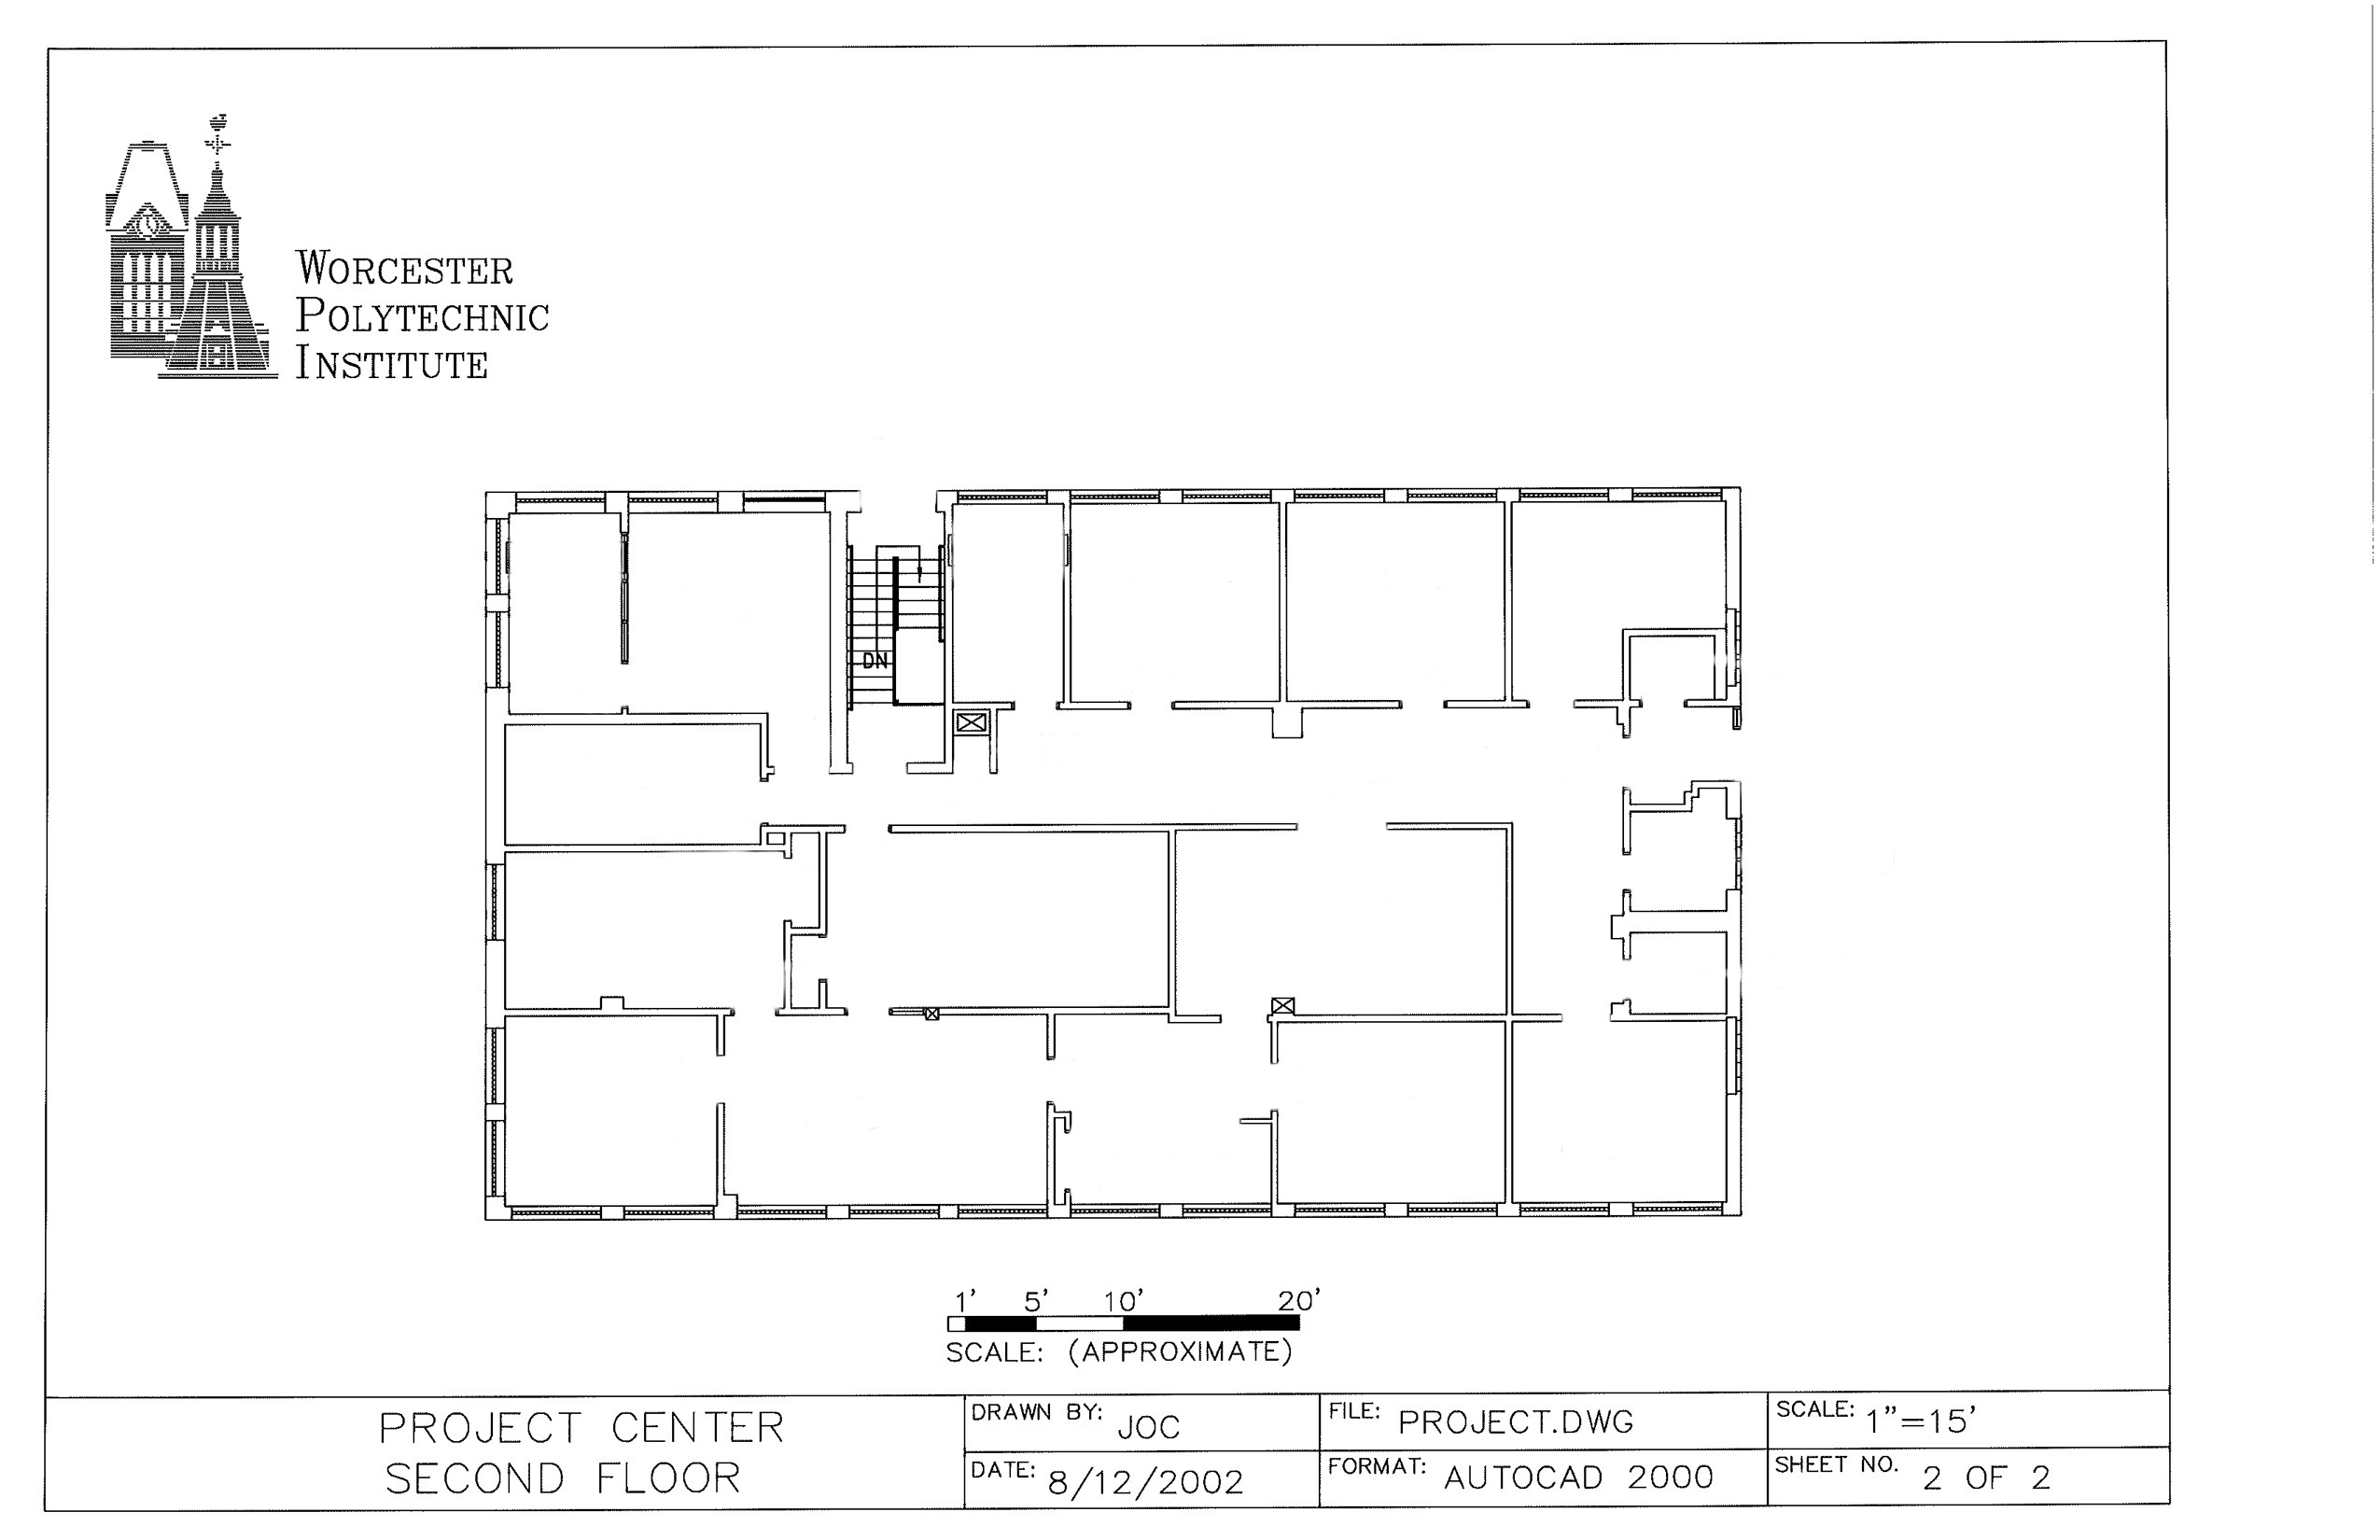 WORCESTER
POLYTECHNIC
INSTITUTE
DN
1' 5' 10' 20'
SCALE: (APPROXIMATE)
PROJECT CENTER
SECOND FLOOR
DRAWN BY: JOC
DATE: 8/12/2002
FILE: PROJECT.DWG
FORMAT: AUTOCAD 2000
SCALE: 1"=15'
SHEET NO. 2 OF 2